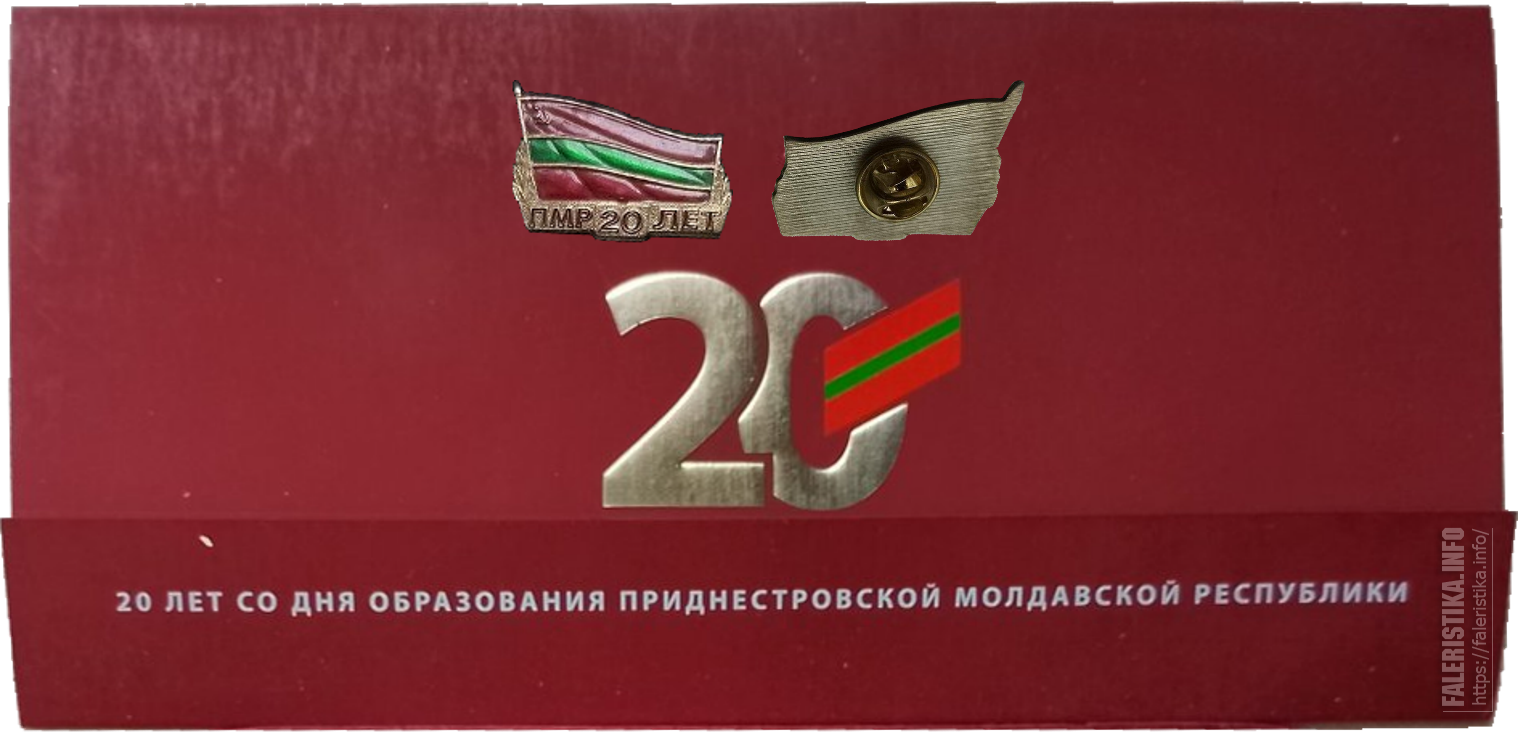 ПМР 20 ЛЕТ
20
20 ЛЕТ СО ДНЯ ОБРАЗОВАНИЯ ПРИДНЕСТРОВСКОЙ МОЛДАВСКОЙ РЕСПУБЛИКИ
FALERISTIKA.INFO
https://faleristika.info/